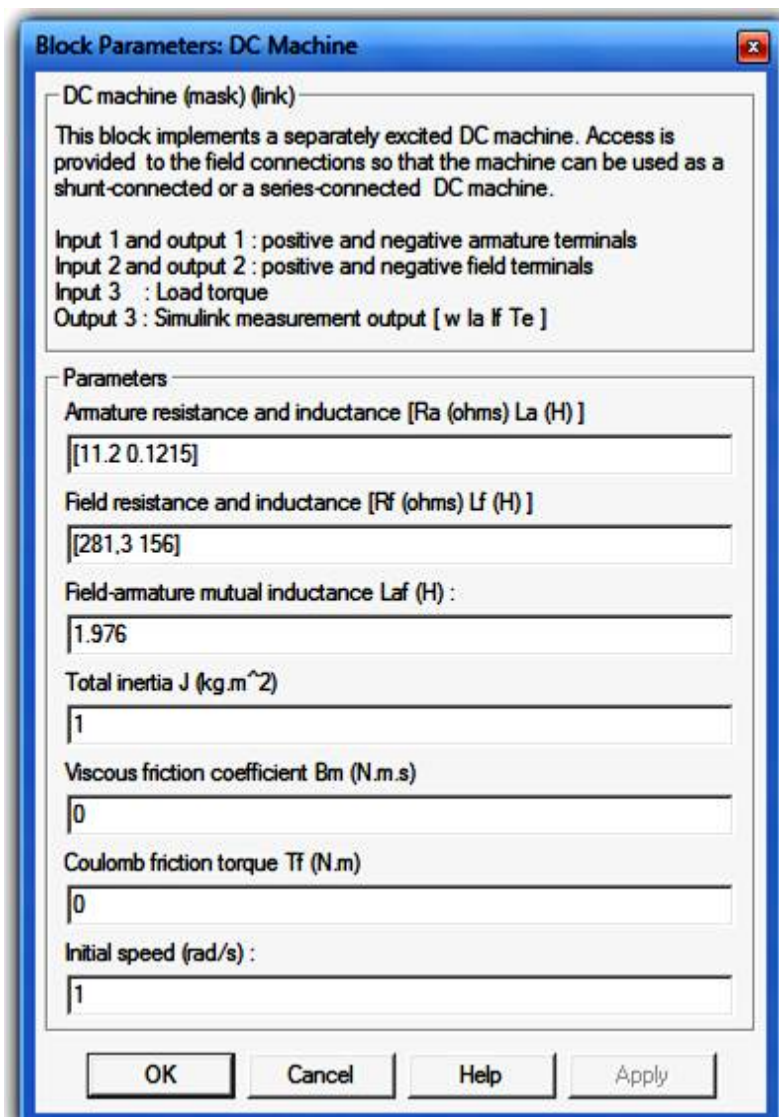 Block Parameters: DC Machine
DC machine (mask) (link)
This block implements a separately excited DC machine. Access is
provided to the field connections so that the machine can be used as a
shunt-connected or a series-connected DC machine.
Input 1 and output 1 : positive and negative armature terminals
Input 2 and output 2 : positive and negative field terminals
Input 3 : Load torque
Output 3 : Simulink measurement output [ w Ia If Te ]
Parameters
Armature resistance and inductance [Ra (ohms) La (H) ]
[11.2 0.1215]
Field resistance and inductance [Rf (ohms) Lf (H) ]
[281,3 156]
Field-armature mutual inductance Laf (H) :
1.976
Total inertia J (kg.m^2)
1
Viscous friction coefficient Bm (N.m.s)
0
Coulomb friction torque Tf (N.m)
0
Initial speed (rad/s) :
1
OK Cancel Help Apply